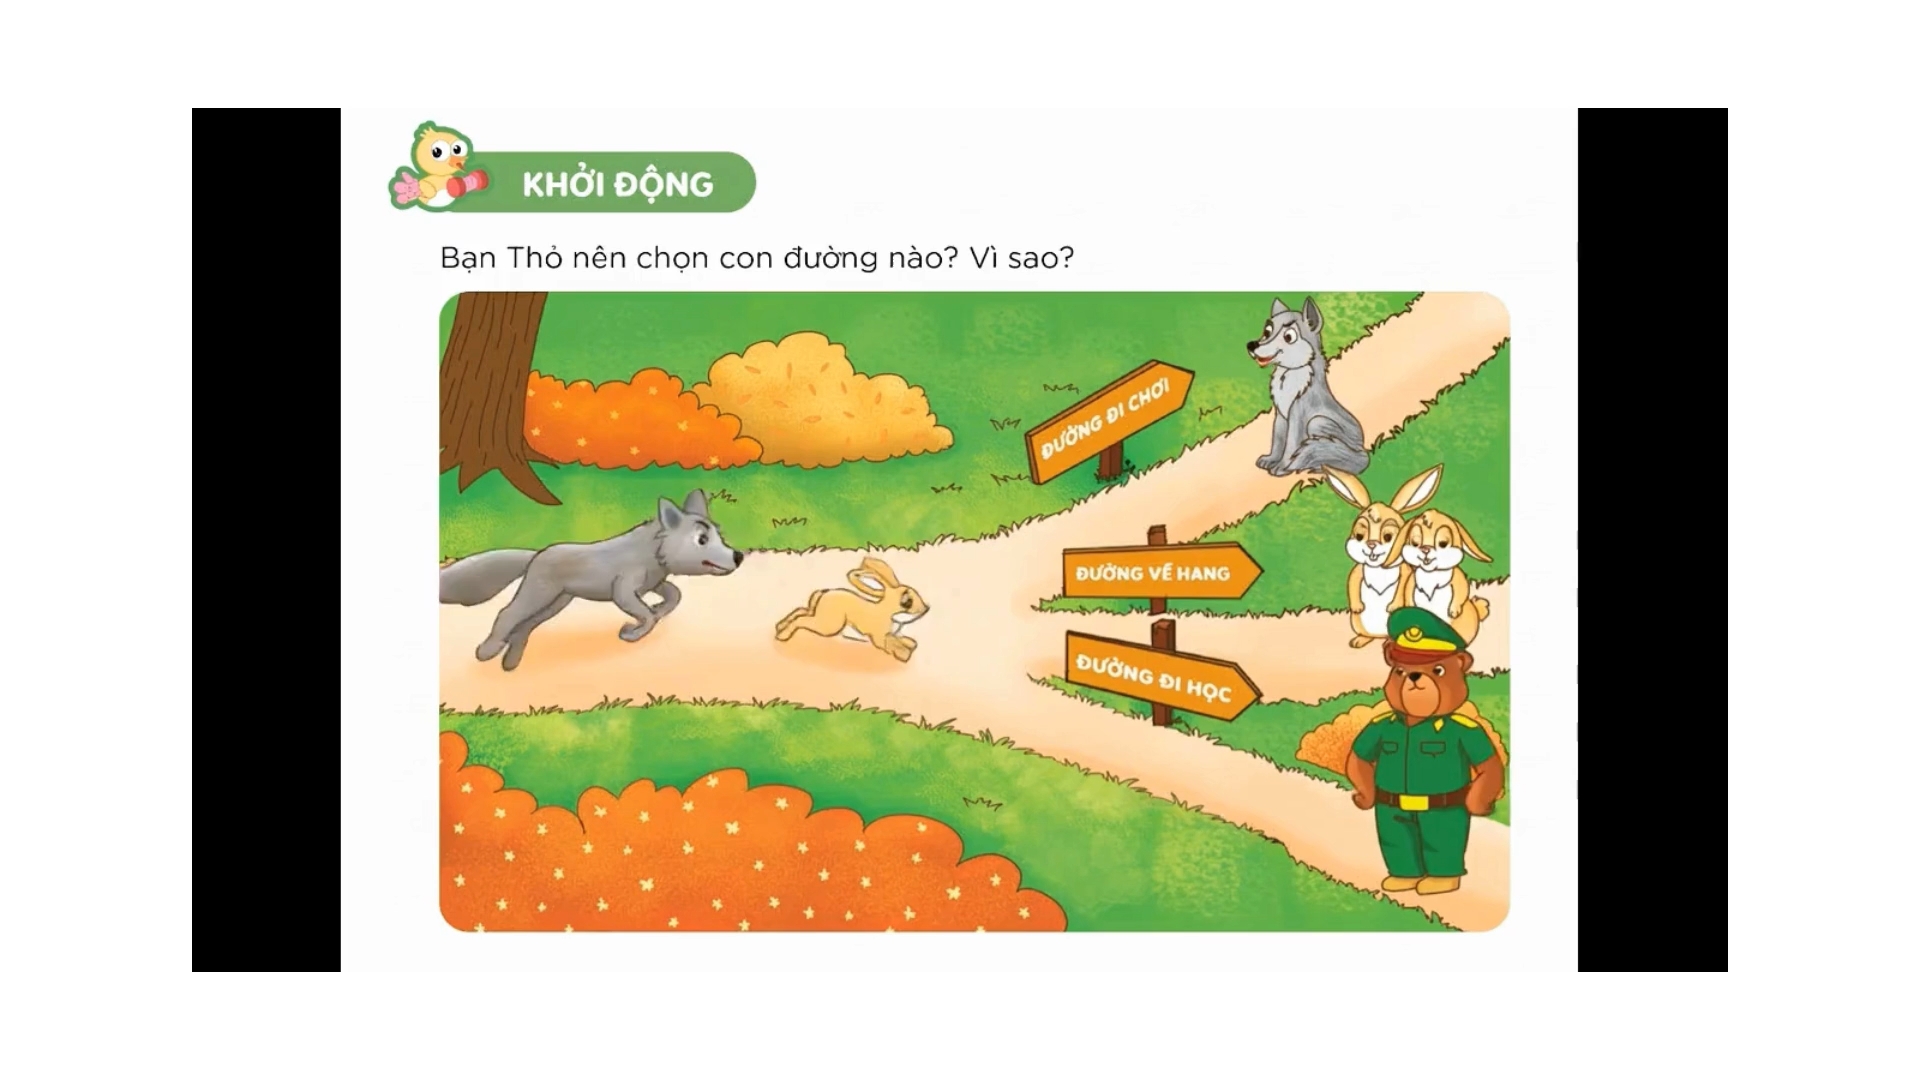 KHỞI ĐỘNG
Bạn Thỏ nên chọn con đường nào? Vì sao?
ĐƯỜNG ĐI CHƠI
ĐƯỜNG VỀ HANG
ĐƯỜNG ĐI HỌC